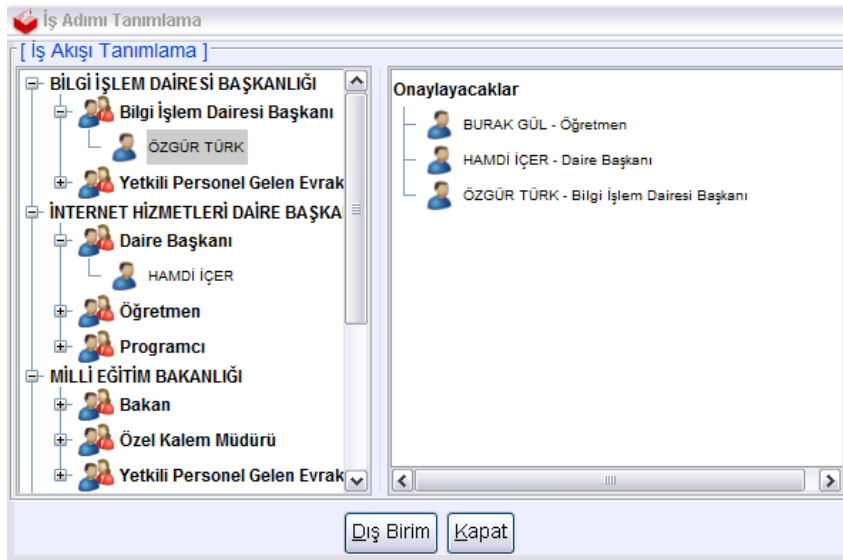 İş Adımı Tanımlama
[ İş Akışı Tanımlama ]
BİLGİ İŞLEM DAİRESİ BAŞKANLIĞI
Bilgi İşlem Dairesi Başkanı
ÖZGÜR TÜRK
Yetkili Personel Gelen Evrak
İNTERNET HİZMETLERİ DAİRE BAŞKA
Daire Başkanı
HAMDİ İÇER
Öğretmen
Programcı
MİLLİ EĞİTİM BAKANLIĞI
Bakan
Özel Kalem Müdürü
Yetkili Personel Gelen Evrak
Onaylayacaklar
BURAK GÜL - Öğretmen
HAMDİ İÇER - Daire Başkanı
ÖZGÜR TÜRK - Bilgi İşlem Dairesi Başkanı
Dış Birim
Kapat